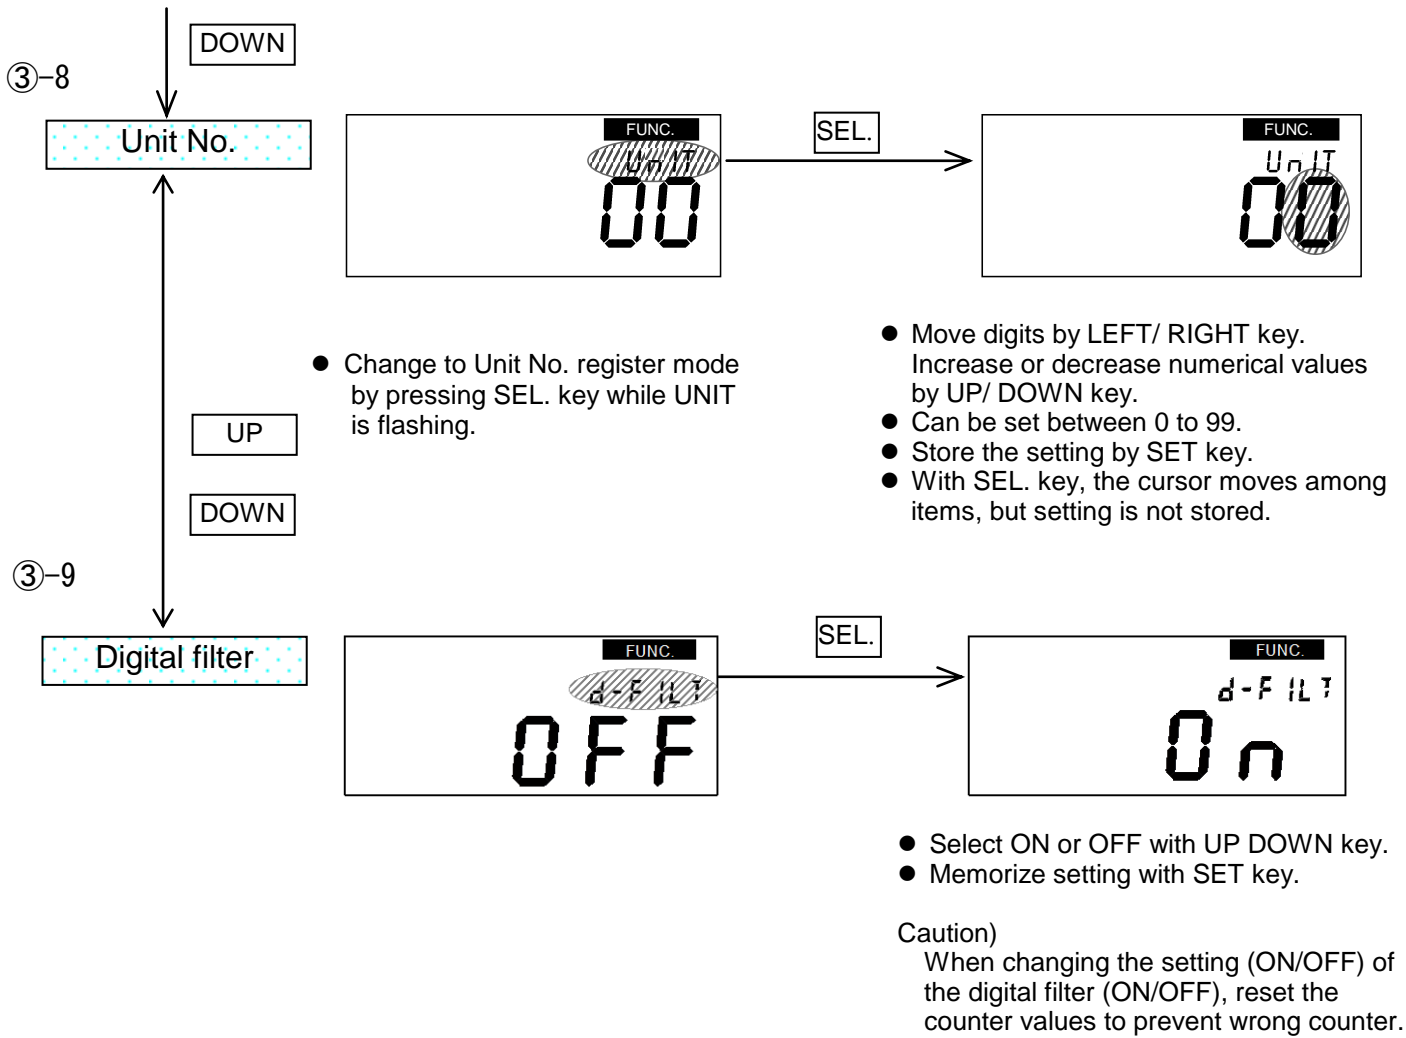 DOWN
③-8
Unit No.
FUNC.
UnIT
00
SEL.
FUNC.
UnIT
00
● Change to Unit No. register mode
by pressing SEL. key while UNIT
is flashing.
● Move digits by LEFT/ RIGHT key.
Increase or decrease numerical values
by UP/ DOWN key.
● Can be set between 0 to 99.
● Store the setting by SET key.
● With SEL. key, the cursor moves among
items, but setting is not stored.
UP
DOWN
③-9
Digital filter
FUNC.
d-FILT
OFF
SEL.
FUNC.
d-FILT
On
● Select ON or OFF with UP DOWN key.
● Memorize setting with SET key.
Caution)
When changing the setting (ON/OFF) of
the digital filter (ON/OFF), reset the
counter values to prevent wrong counter.